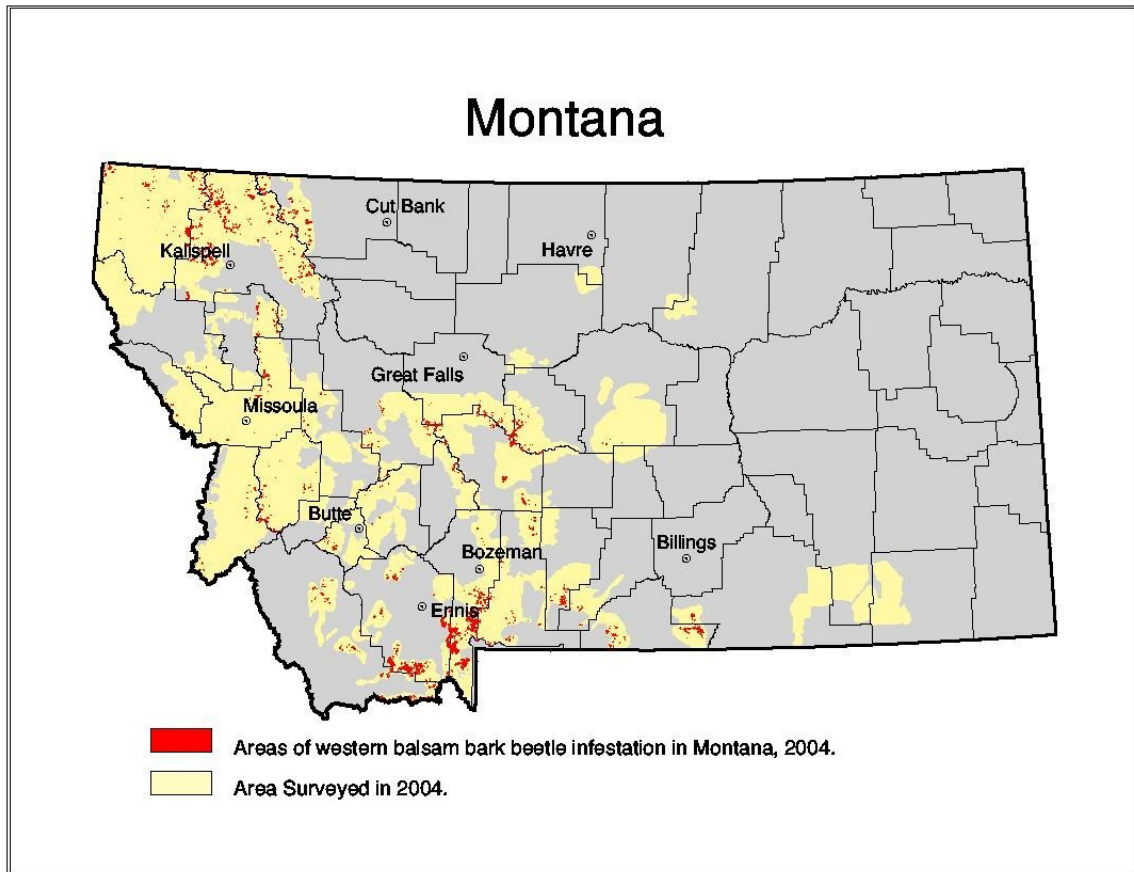 Montana
Cut Bank
Havre
Kalispell
Great Falls
Missoula
Butte
Bozeman
Billings
Ennis
Areas of western balsam bark beetle infestation in Montana, 2004.
Area Surveyed in 2004.